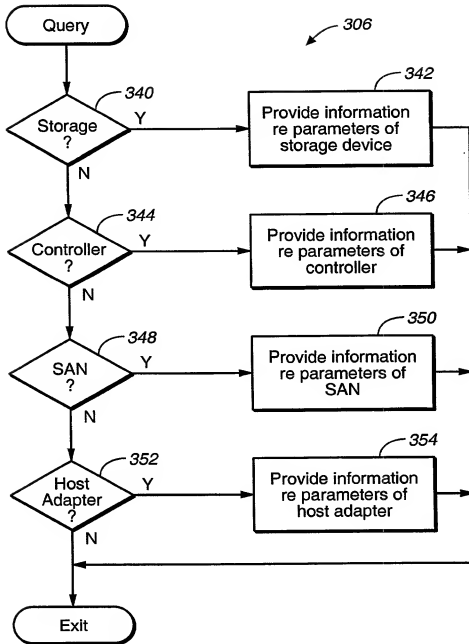 Query
306
340
342
Storage
?
Y
N
Provide information
re parameters of
storage device
344
346
Controller
?
Y
N
Provide information
re parameters of
controller
348
350
SAN
?
Y
N
Provide information
re parameters of
SAN
352
354
Host
Adapter
?
Y
N
Provide information
re parameters of
host adapter
Exit